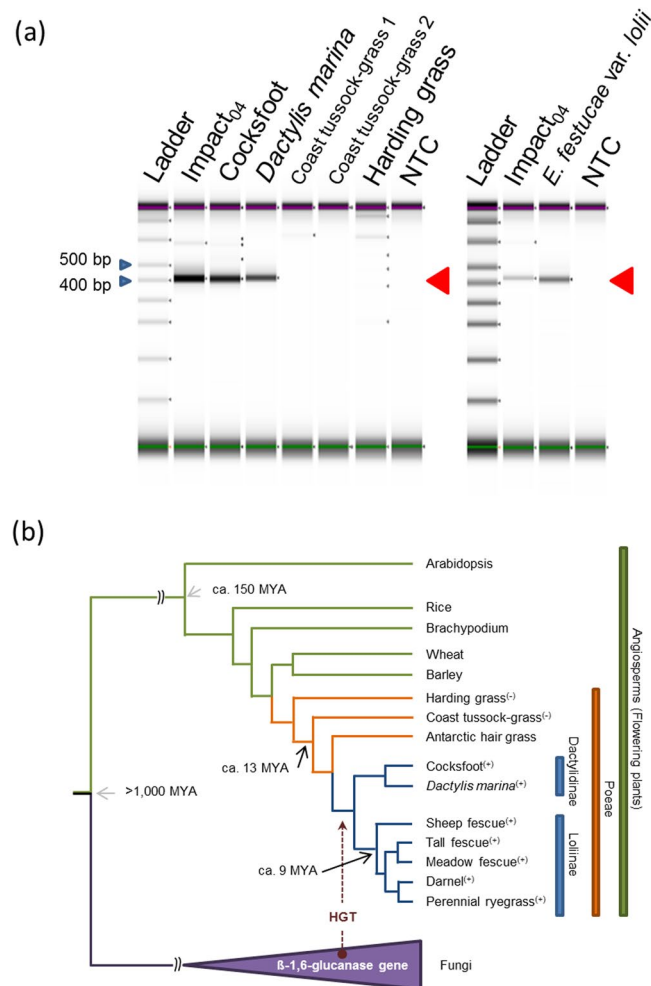 (a)
Ladder
Impact04
Cocksfoot
Dactylis marina
Coast tussock-grass 1
Coast tussock-grass 2
Harding grass
NTC
Ladder
Impact04
E. festucae var. lolii
NTC
500 bp
400 bp
(b)
Arabidopsis
ca. 150 MYA
Rice
Brachypodium
Wheat
Barley
Harding grass(-)
Coast tussock-grass(-)
Antarctic hair grass
ca. 13 MYA
Cocksfoot(+)
Dactylis marina(+)
>1,000 MYA
Sheep fescue(+)
Tall fescue(+)
Meadow fescue(+)
ca. 9 MYA
Darnel(+)
Perennial ryegrass(+)
HGT
ß-1,6-glucanase gene
Fungi
Dactylidinae
Loliinae
Poeae
Angiosperms (Flowering plants)